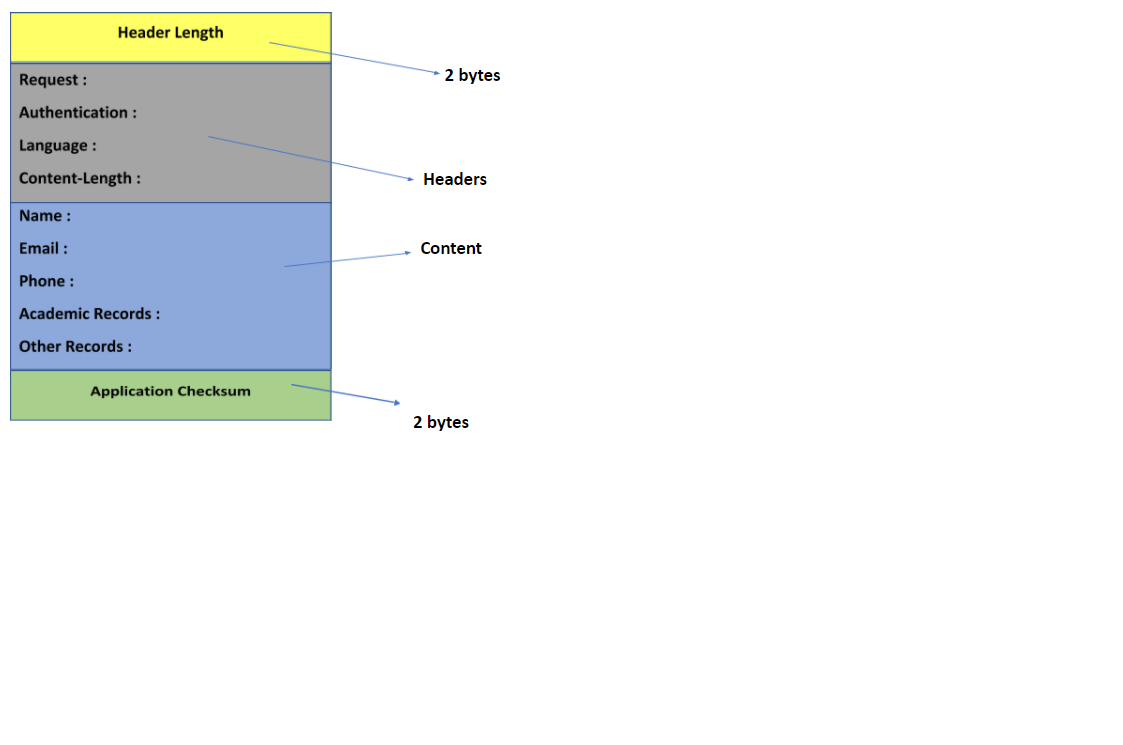 Header Length
2 bytes
Request :
Authentication :
Language :
Content-Length :
Headers
Name :
Email :
Phone :
Academic Records :
Other Records :
Content
Application Checksum
2 bytes